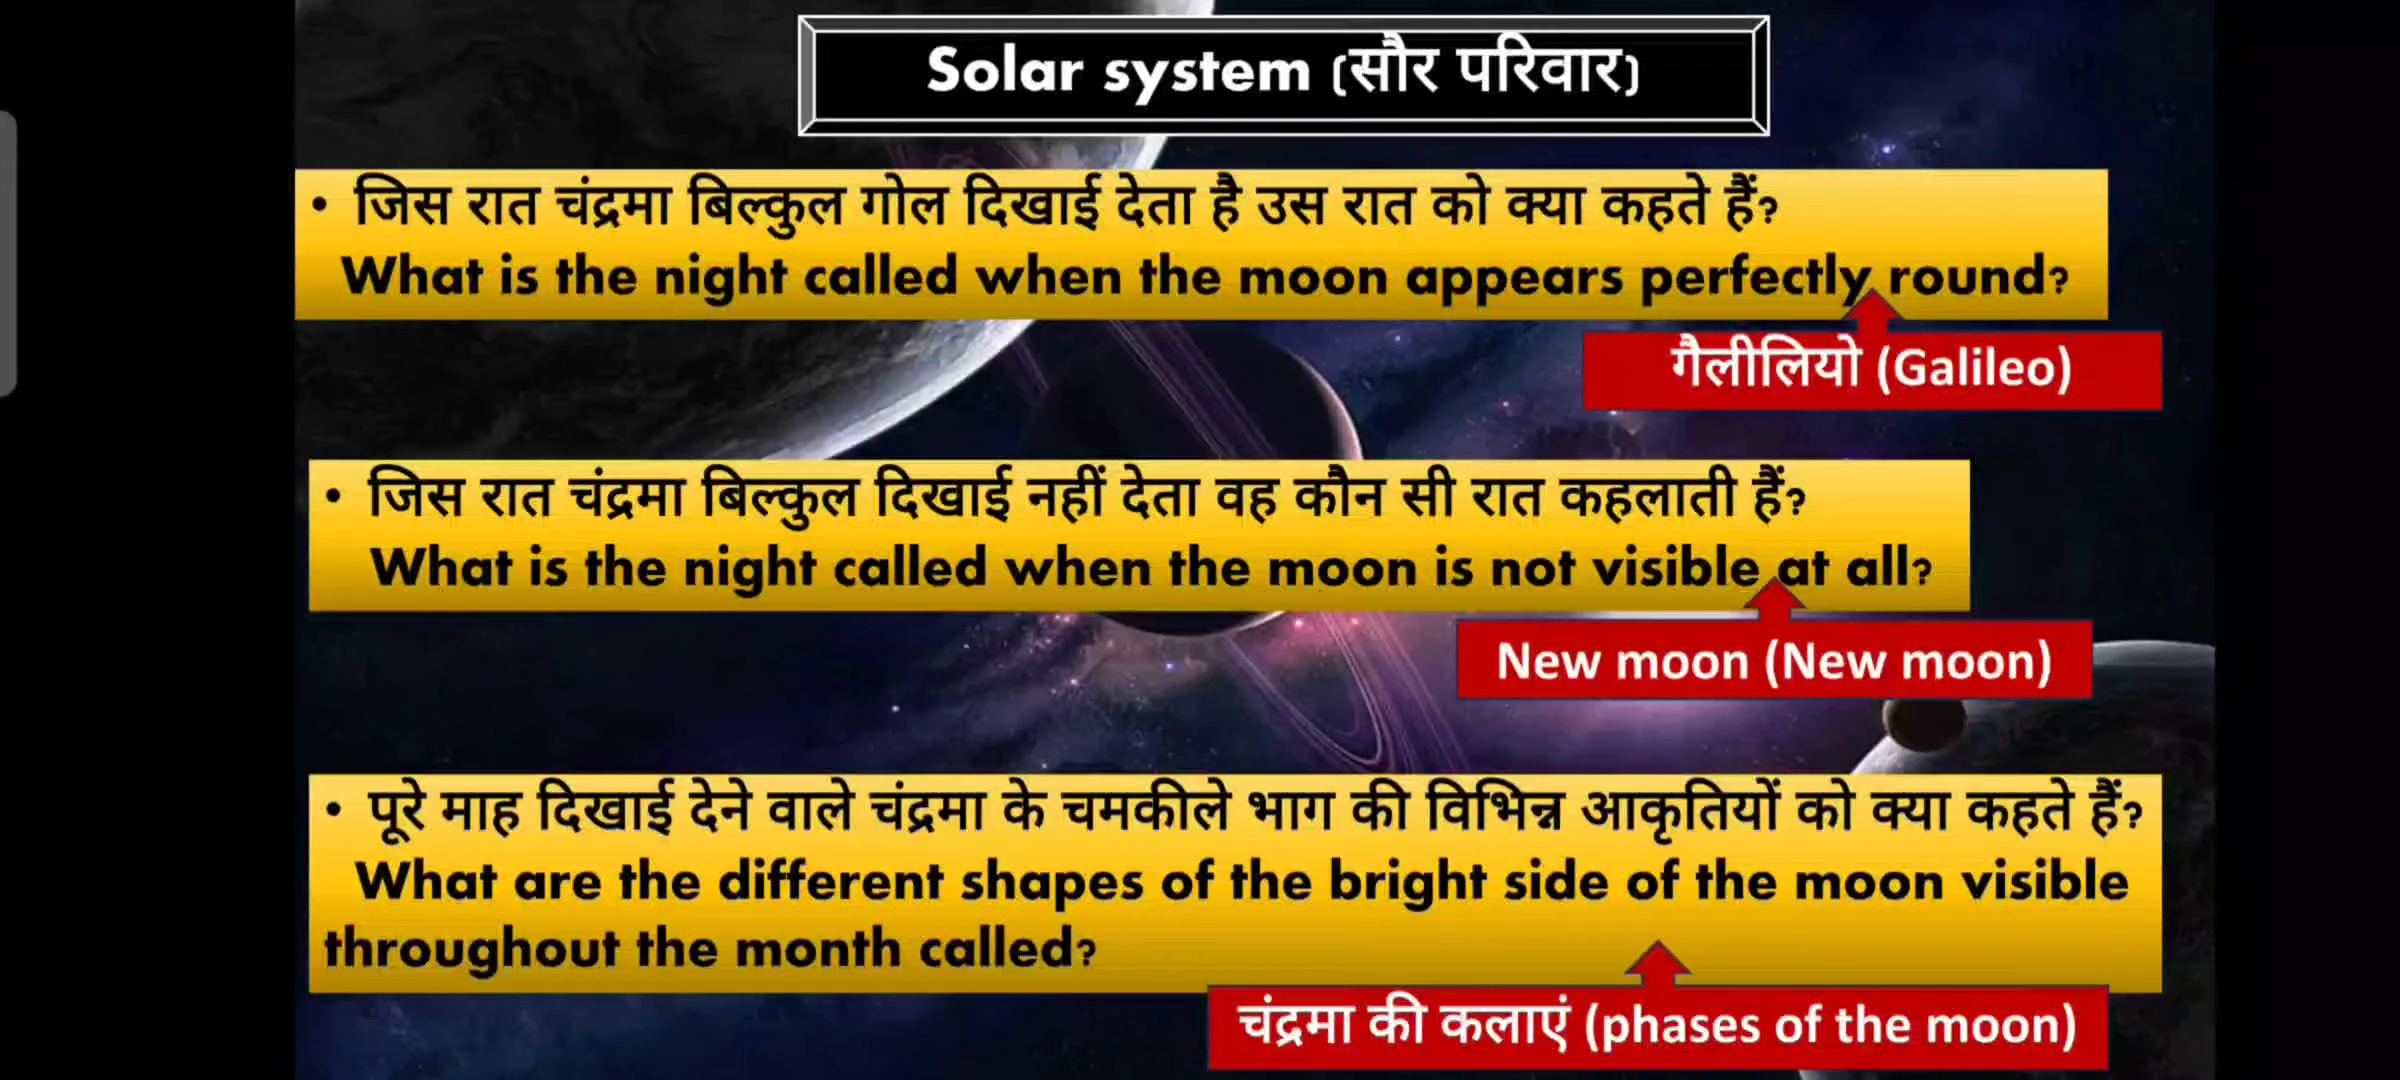 Solar system (सौर परिवार)
• जिस रात चंद्रमा बिल्कुल गोल दिखाई देता है उस रात को क्या कहते हैं?
What is the night called when the moon appears perfectly round?
गैलीलियो (Galileo)
• जिस रात चंद्रमा बिल्कुल दिखाई नहीं देता वह कौन सी रात कहलाती हैं?
What is the night called when the moon is not visible at all?
New moon (New moon)
• पूरे माह दिखाई देने वाले चंद्रमा के चमकीले भाग की विभिन्न आकृतियों को क्या कहते हैं?
What are the different shapes of the bright side of the moon visible
throughout the month called?
चंद्रमा की कलाएं (phases of the moon)